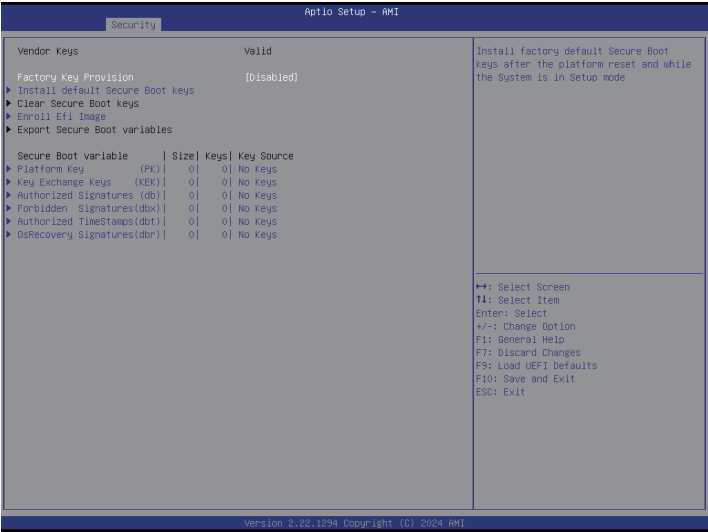 Aptio Setup - AMI
Security
Vendor Keys Valid
Factory Key Provision [Disabled]
Install default Secure Boot keys
Clear Secure Boot keys
Enroll Efi Image
Export Secure Boot variables
Secure Boot variable | Size| Keys| Key Source
Platform Key (PK)| 0| 0| No Keys
Key Exchange Keys (KEK)| 0| 0| No Keys
Authorized Signatures (db)| 0| 0| No Keys
Forbidden Signatures(dbx)| 0| 0| No Keys
Authorized TimeStamps(dbt)| 0| 0| No Keys
OsRecovery Signatures(dbr)| 0| 0| No Keys
Install factory default Secure Boot
keys after the platform reset and while
the System is in Setup mode
↔: Select Screen
↑↓: Select Item
Enter: Select
+/-: Change Option
F1: General Help
F7: Discard Changes
F9: Load UEFI Defaults
F10: Save and Exit
ESC: Exit
Version 2.22.1294 Copyright (C) 2024 AMI